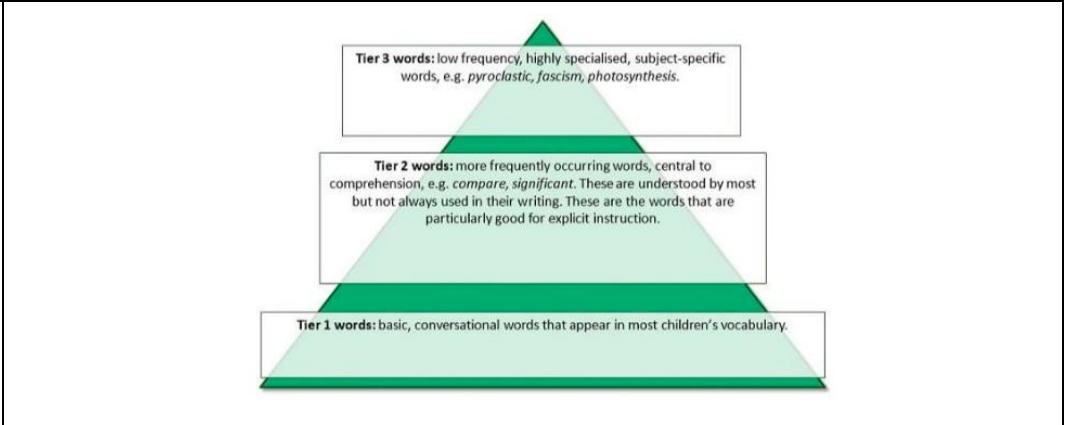 Tier 3 words: low frequency, highly specialised, subject-specific
words, e.g. pyroclastic, fascism, photosynthesis.
Tier 2 words: more frequently occurring words, central to
comprehension, e.g. compare, significant. These are understood by most
but not always used in their writing. These are the words that are
particularly good for explicit instruction.
Tier 1 words: basic, conversational words that appear in most children's vocabulary.